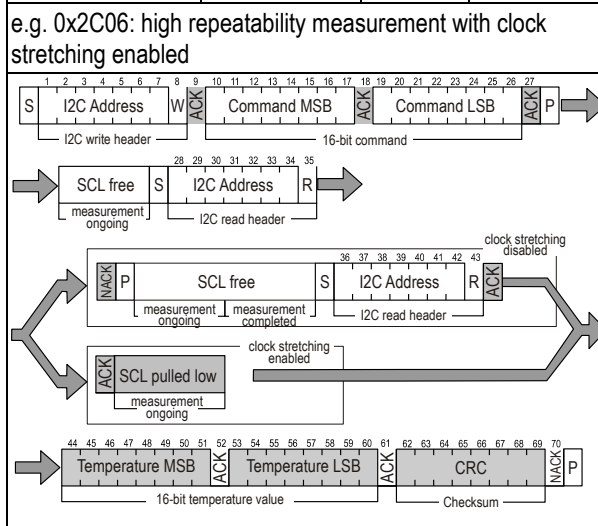 e.g. 0x2C06: high repeatability measurement with clock
stretching enabled
1 2 3 4 5 6 7 8 9 10 11 12 13 14 15 16 17 18 19 20 21 22 23 24 25 26 27
S I2C Address W ACK Command MSB ACK Command LSB ACK P
I2C write header 16-bit command
28 29 30 31 32 33 34 35
SCL free S I2C Address R
measurement ongoing I2C read header
clock stretching
disabled
36 37 38 39 40 41 42 43
NACK P SCL free S I2C Address R ACK
measurement ongoing measurement completed I2C read header
clock stretching
enabled
ACK SCL pulled low
measurement
ongoing
44 45 46 47 48 49 50 51 52 53 54 55 56 57 58 59 60 61 62 63 64 65 66 67 68 69 70
Temperature MSB ACK Temperature LSB ACK CRC NACK P
16-bit temperature value Checksum